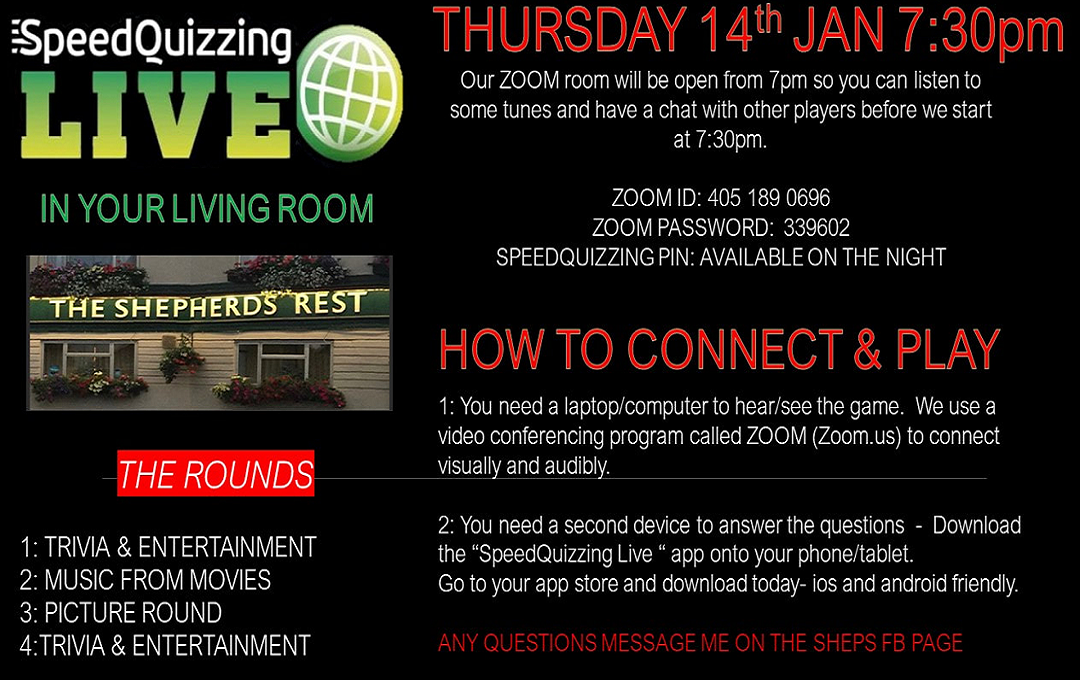 SpeedQuizzing
LIVE
IN YOUR LIVING ROOM
THE SHEPHERDS REST
THE ROUNDS
1: TRIVIA & ENTERTAINMENT
2: MUSIC FROM MOVIES
3: PICTURE ROUND
4:TRIVIA & ENTERTAINMENT
THURSDAY 14th JAN 7:30pm
Our ZOOM room will be open from 7pm so you can listen to
some tunes and have a chat with other players before we start
at 7:30pm.
ZOOM ID: 405 189 0696
ZOOM PASSWORD: 339602
SPEEDQUIZZING PIN: AVAILABLE ON THE NIGHT
HOW TO CONNECT & PLAY
1: You need a laptop/computer to hear/see the game. We use a
video conferencing program called ZOOM (Zoom.us) to connect
visually and audibly.
2: You need a second device to answer the questions - Download
the “SpeedQuizzing Live “ app onto your phone/tablet.
Go to your app store and download today- ios and android friendly.
ANY QUESTIONS MESSAGE ME ON THE SHEPS FB PAGE